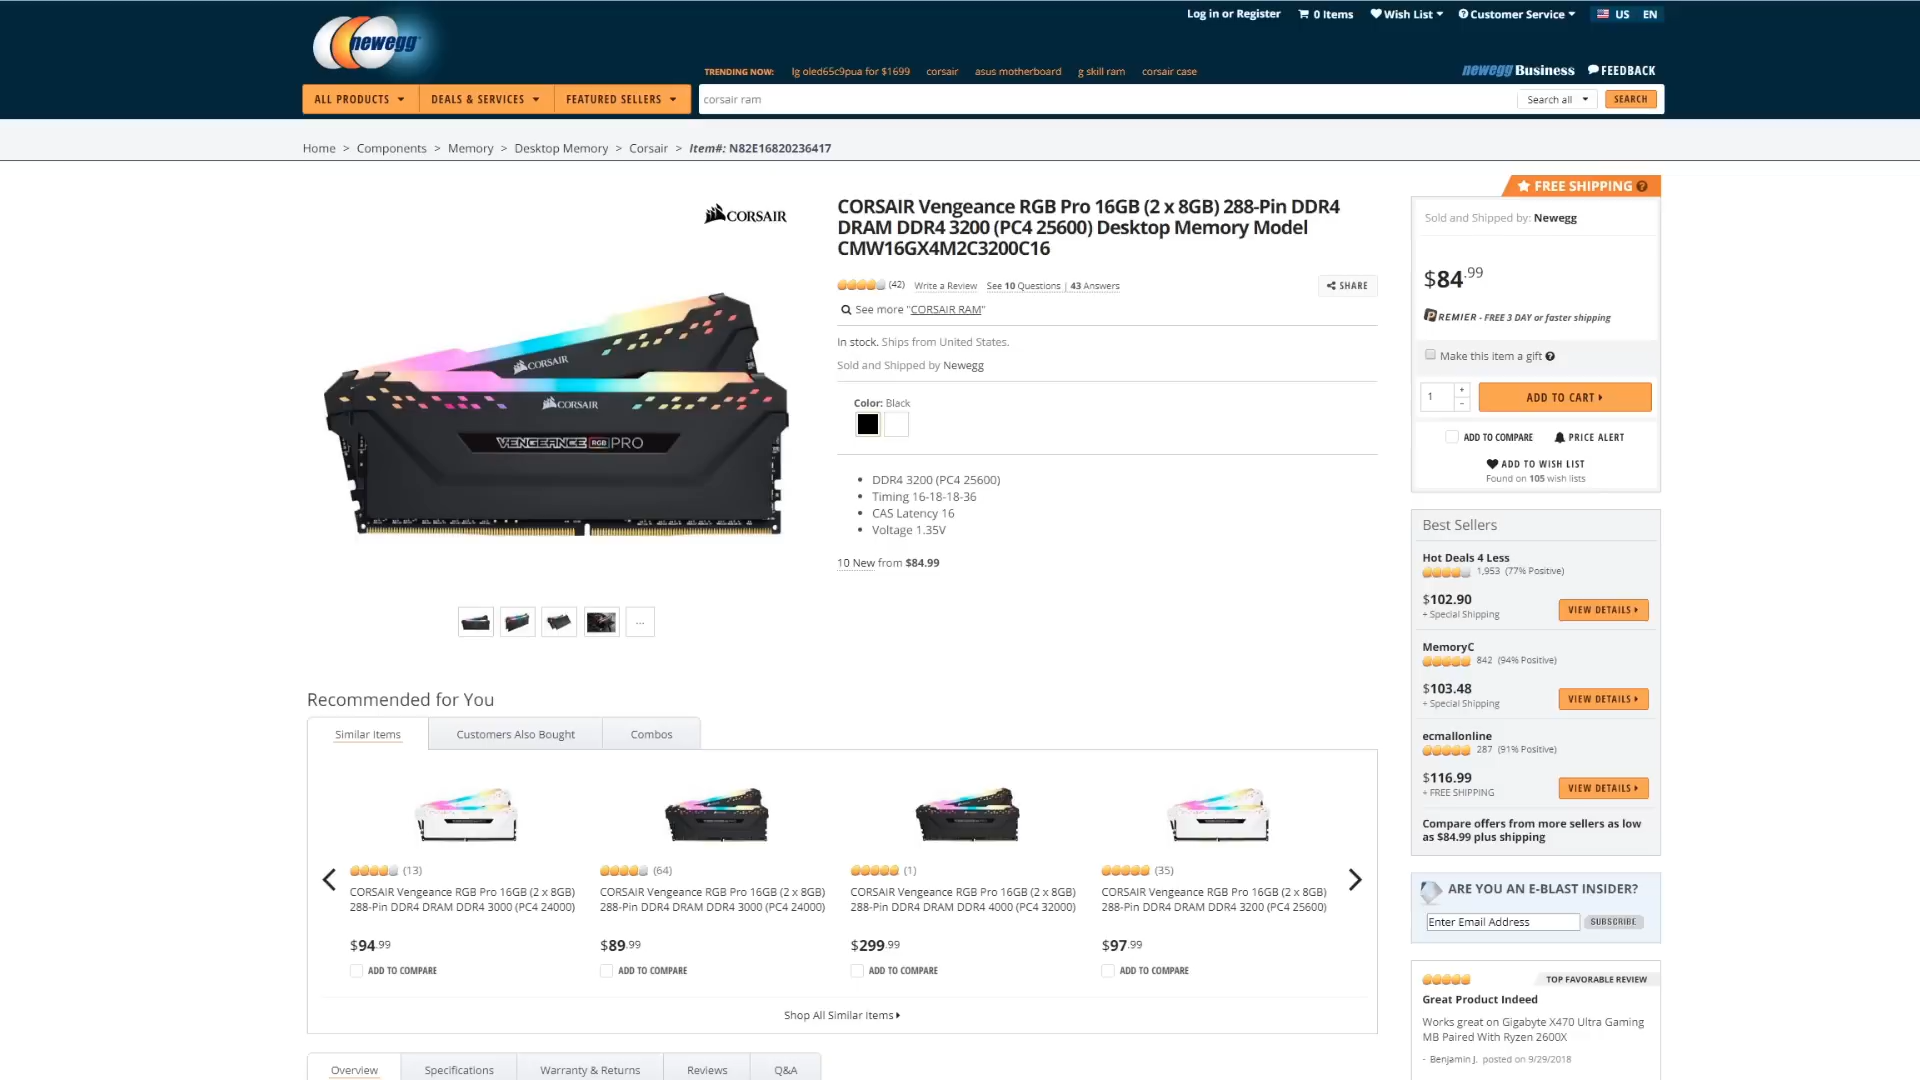 Log in or Register
0 Items
Wish List
Customer Service
US EN
newegg
TRENDING NOW: lg oled65c9pua for $1699 corsair asus motherboard g skill ram corsair case
newegg Business
FEEDBACK
ALL PRODUCTS
DEALS & SERVICES
FEATURED SELLERS
corsair ram
Search all
SEARCH
Home > Components > Memory > Desktop Memory > Corsair > Item#: N82E16820236417
CORSAIR
CORSAIR
CORSAIR
VENGEANCE RGB PRO
CORSAIR Vengeance RGB Pro 16GB (2 x 8GB) 288-Pin DDR4
DRAM DDR4 3200 (PC4 25600) Desktop Memory Model
CMW16GX4M2C3200C16
(42) Write a Review See 10 Questions | 43 Answers
SHARE
See more "CORSAIR RAM"
In stock. Ships from United States.
Sold and Shipped by Newegg
Color: Black
• DDR4 3200 (PC4 25600)
• Timing 16-18-18-36
• CAS Latency 16
• Voltage 1.35V
10 New from $84.99
...
FREE SHIPPING ?
Sold and Shipped by: Newegg
$84.99
PREMIER - FREE 3 DAY or faster shipping
Make this item a gift ?
1
+
-
ADD TO CART
ADD TO COMPARE
PRICE ALERT
ADD TO WISH LIST
Found on 105 wish lists
Best Sellers
Hot Deals 4 Less
1,953 (77% Positive)
$102.90
+ Special Shipping
VIEW DETAILS
MemoryC
842 (94% Positive)
$103.48
+ Special Shipping
VIEW DETAILS
ecmallonline
287 (91% Positive)
$116.99
+ FREE SHIPPING
VIEW DETAILS
Compare offers from more sellers as low
as $84.99 plus shipping
ARE YOU AN E-BLAST INSIDER?
Enter Email Address
SUBSCRIBE
TOP FAVORABLE REVIEW
Great Product Indeed
Works great on Gigabyte X470 Ultra Gaming
MB Paired With Ryzen 2600X
- Benjamin J. posted on 9/29/2018
Recommended for You
Similar Items
Customers Also Bought
Combos
(13)
CORSAIR Vengeance RGB Pro 16GB (2 x 8GB)
288-Pin DDR4 DRAM DDR4 3000 (PC4 24000)
$94.99
ADD TO COMPARE
(64)
CORSAIR Vengeance RGB Pro 16GB (2 x 8GB)
288-Pin DDR4 DRAM DDR4 3000 (PC4 24000)
$89.99
ADD TO COMPARE
(1)
CORSAIR Vengeance RGB Pro 16GB (2 x 8GB)
288-Pin DDR4 DRAM DDR4 4000 (PC4 32000)
$299.99
ADD TO COMPARE
(35)
CORSAIR Vengeance RGB Pro 16GB (2 x 8GB)
288-Pin DDR4 DRAM DDR4 3200 (PC4 25600)
$97.99
ADD TO COMPARE
Shop All Similar Items
Overview
Specifications
Warranty & Returns
Reviews
Q&A